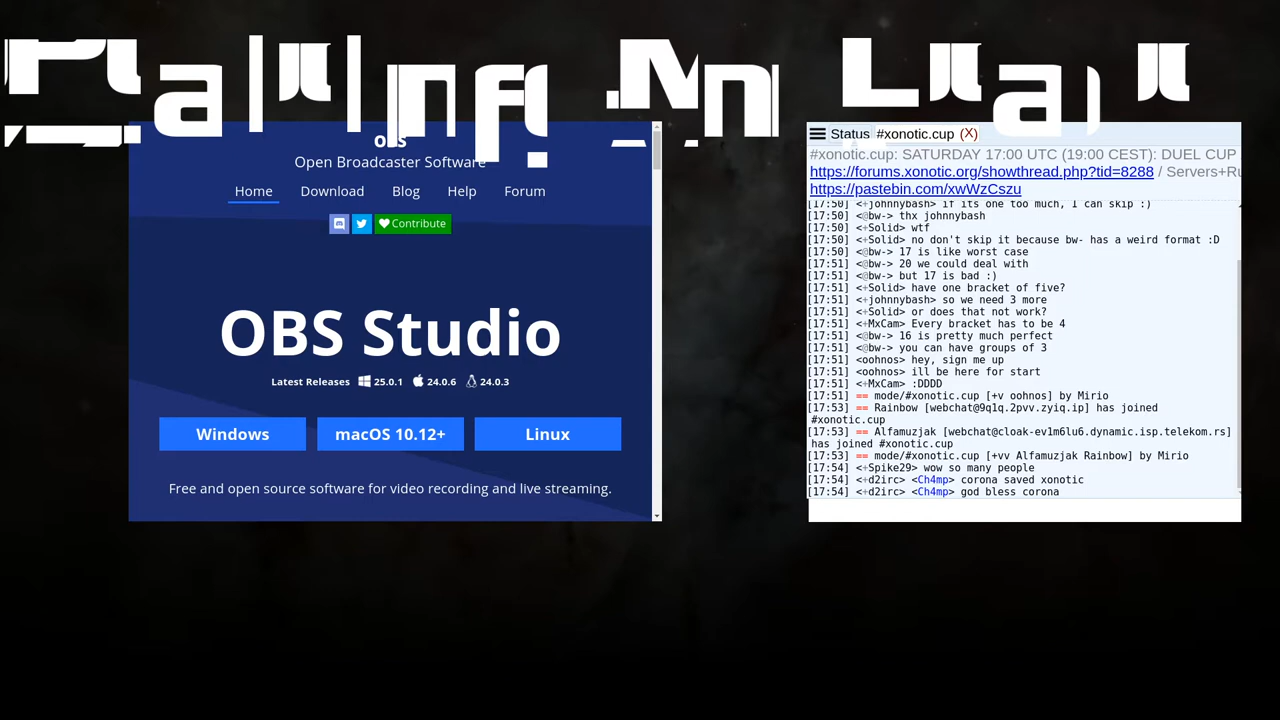 OBS
Open Broadcaster Software
Home Download Blog Help Forum
Contribute
OBS Studio
Latest Releases 25.0.1 24.0.6 24.0.3
Windows macOS 10.12+ Linux
Free and open source software for video recording and live streaming.
Status #xonotic.cup (X)
#xonotic.cup: SATURDAY 17:00 UTC (19:00 CEST): DUEL CUP
https://forums.xonotic.org/showthread.php?tid=8288 / Servers+Ru
https://pastebin.com/xwWzCszu
[17:50] <+johnnybash> if its one too much, I can skip :)
[17:50] <@bw-> thx johnnybash
[17:50] <+Solid> wtf
[17:50] <+Solid> no don't skip it because bw- has a weird format :D
[17:50] <@bw-> 17 is like worst case
[17:51] <@bw-> 20 we could deal with
[17:51] <@bw-> but 17 is bad :)
[17:51] <+Solid> have one bracket of five?
[17:51] <+johnnybash> so we need 3 more
[17:51] <+Solid> or does that not work?
[17:51] <+MxCam> Every bracket has to be 4
[17:51] <@bw-> 16 is pretty much perfect
[17:51] <@bw-> you can have groups of 3
[17:51] <oohnos> hey, sign me up
[17:51] <oohnos> ill be here for start
[17:51] <+MxCam> :DDDD
[17:51] == mode/#xonotic.cup [+v oohnos] by Mirio
[17:53] == Rainbow [webchat@9q1q.2pvv.zyiq.ip] has joined
#xonotic.cup
[17:53] == Alfamuzjak [webchat@cloak-ev1m6lu6.dynamic.isp.telekom.rs]
has joined #xonotic.cup
[17:53] == mode/#xonotic.cup [+vv Alfamuzjak Rainbow] by Mirio
[17:54] <+Spike29> wow so many people
[17:54] <+d2irc> <Ch4mp> corona saved xonotic
[17:54] <+d2irc> <Ch4mp> god bless corona